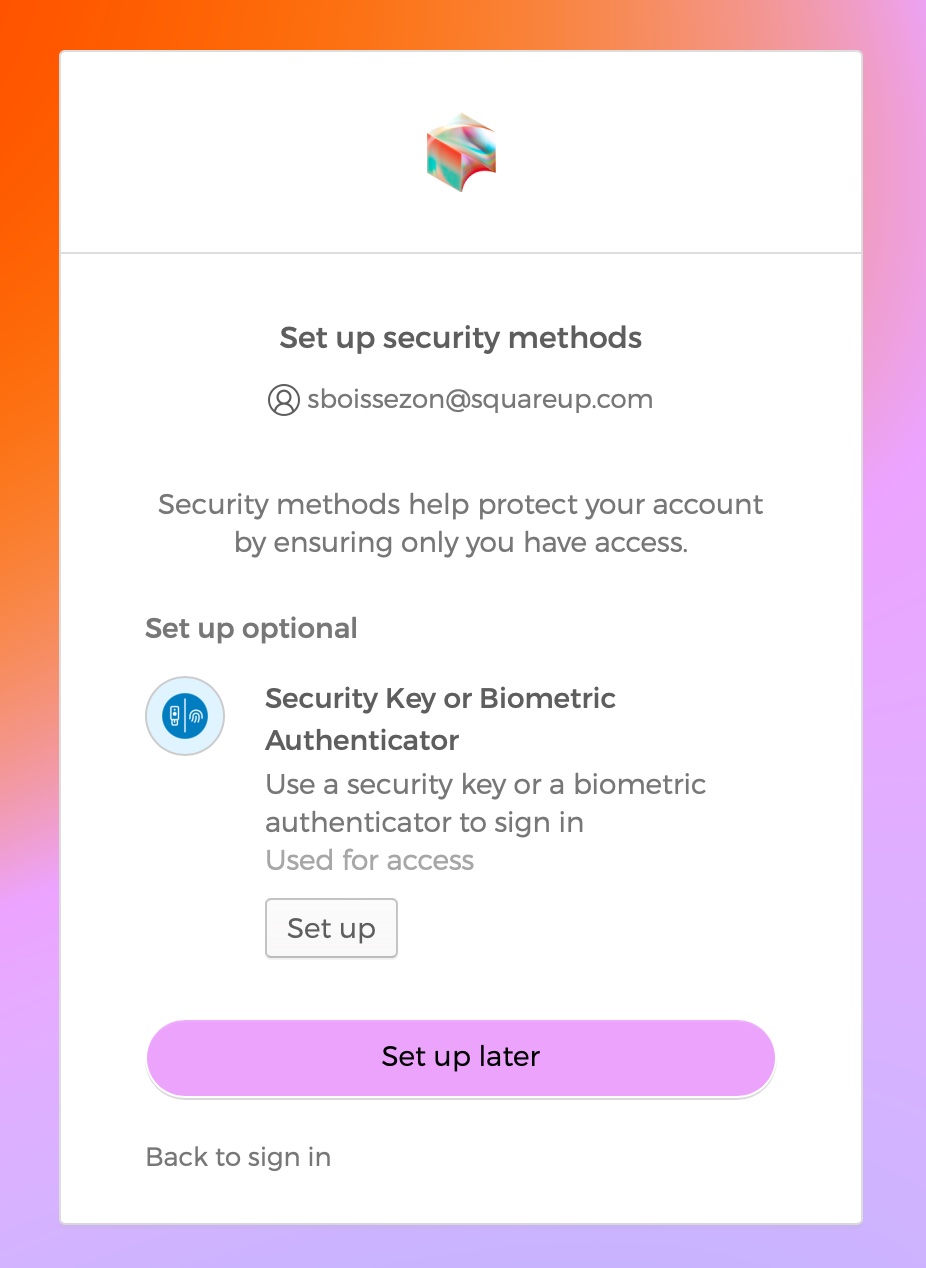 Set up security methods
sboissezon@squareup.com
Security methods help protect your account
by ensuring only you have access.
Set up optional
Security Key or Biometric
Authenticator
Use a security key or a biometric
authenticator to sign in
Used for access
Set up
Set up later
Back to sign in